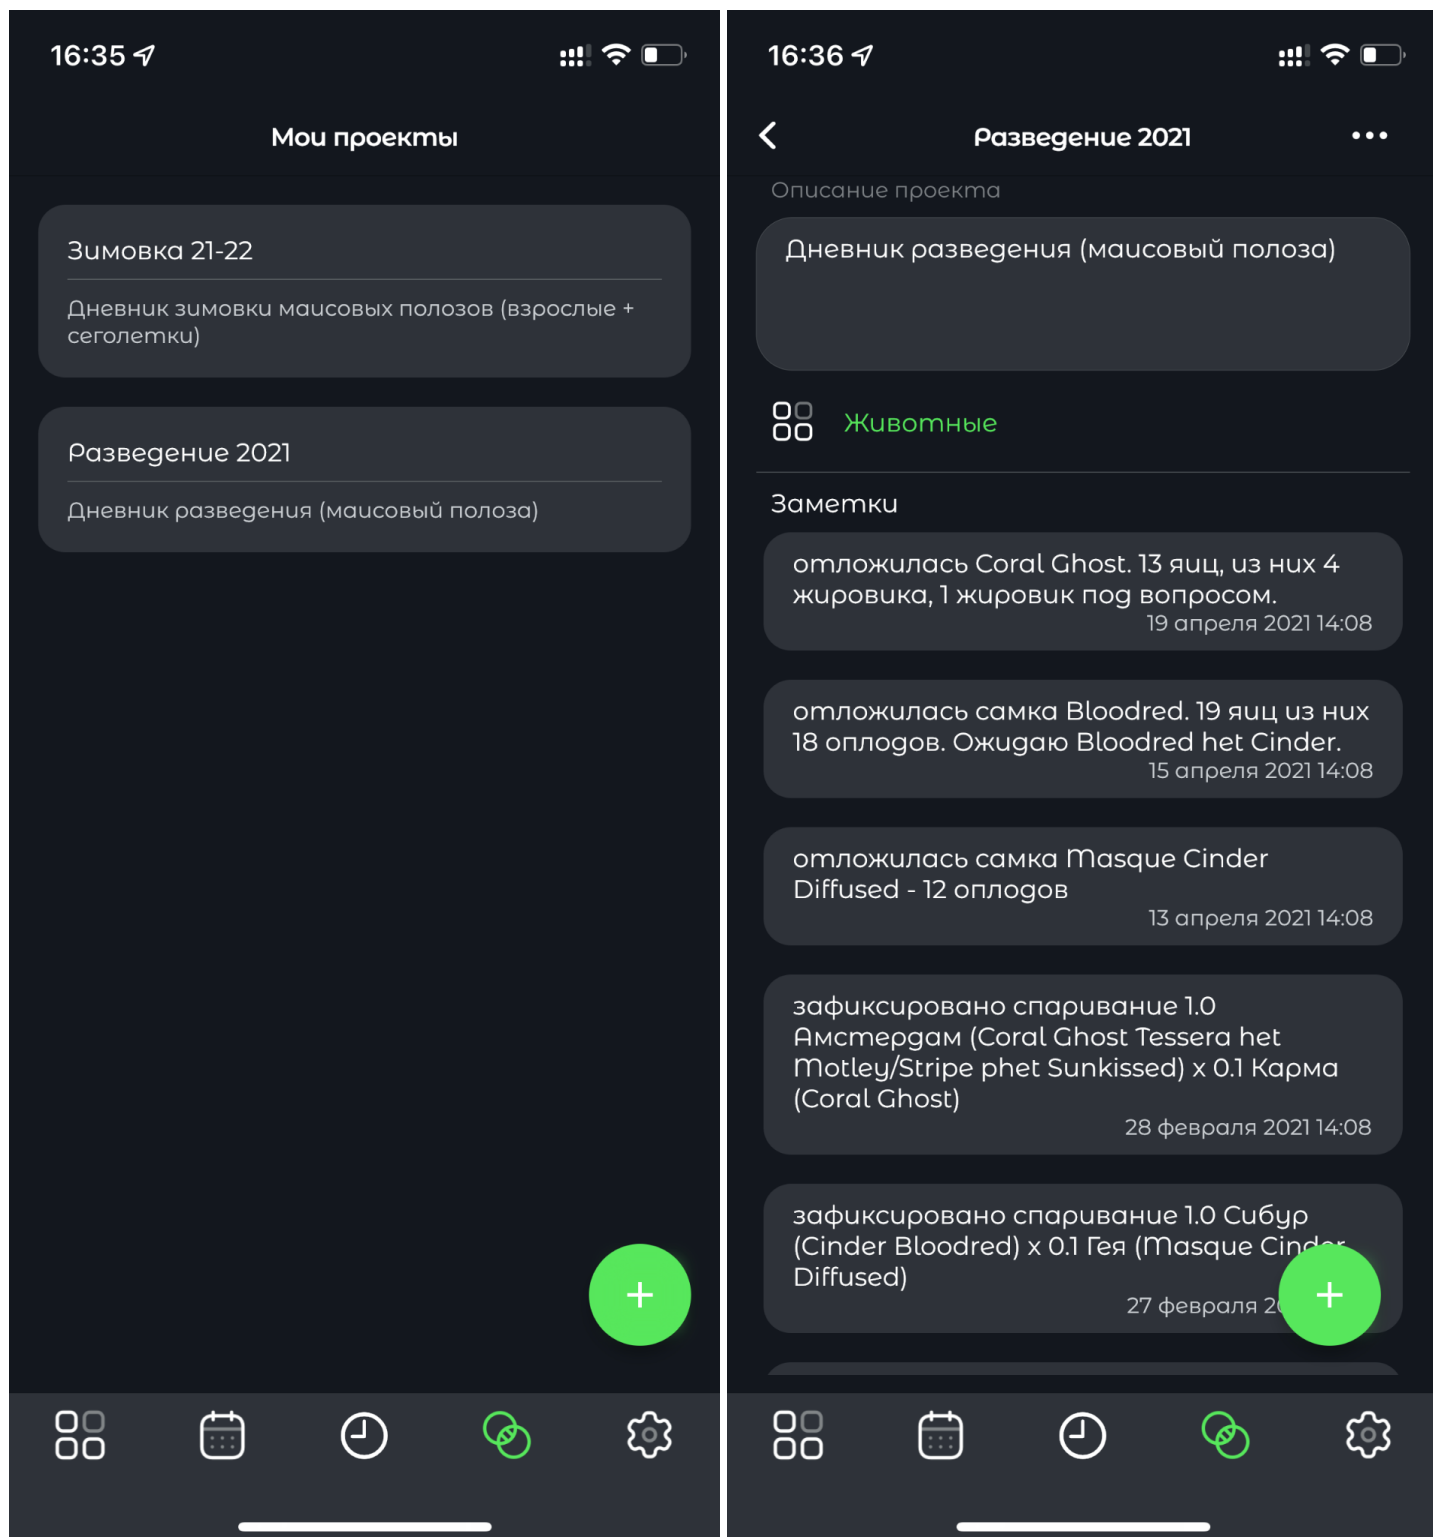 16:35
Мои проекты
Зимовка 21-22
Дневник зимовки маисовых полозов (взрослые +
сеголетки)
Разведение 2021
Дневник разведения (маисовый полоза)
16:36
Разведение 2021
Описание проекта
Дневник разведения (маисовый полоза)
Животные
Заметки
отложилась Coral Ghost. 13 яиц, из них 4
жировика, 1 жировик под вопросом.
19 апреля 2021 14:08
отложилась самка Bloodred. 19 яиц из них
18 оплодов. Ожидаю Bloodred het Cinder.
15 апреля 2021 14:08
отложилась самка Masque Cinder
Diffused - 12 оплодов
13 апреля 2021 14:08
зафиксировано спаривание 1.0
Амстердам (Coral Ghost Tessera het
Motley/Stripe phet Sunkissed) x 0.1 Карма
(Coral Ghost)
28 февраля 2021 14:08
зафиксировано спаривание 1.0 Сибур
(Cinder Bloodred) x 0.1 Гея (Masque Cinder
Diffused)
27 февраля